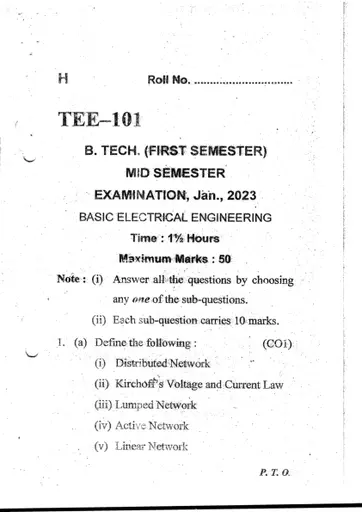 H Roll No. ...............................
TEE–101
B. TECH. (FIRST SEMESTER)
MID SEMESTER
EXAMINATION, Jan., 2023
BASIC ELECTRICAL ENGINEERING
Time : 1½ Hours
Maximum Marks : 50
Note : (i) Answer all the questions by choosing
any one of the sub-questions.
(ii) Each sub-question carries 10 marks.
1. (a) Define the following : (CO1)
(i) Distributed Network
(ii) Kirchoff's Voltage and Current Law
(iii) Lumped Network
(iv) Active Network
(v) Linear Network
P. T. O.